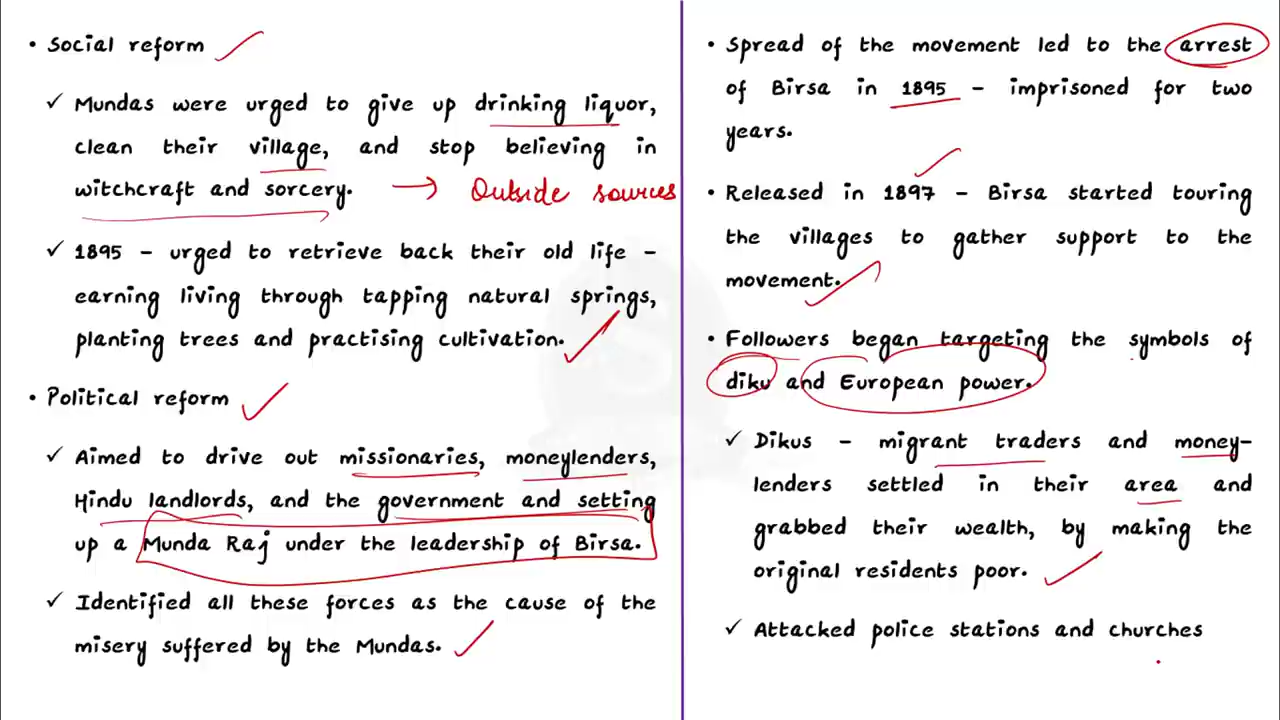 • Social reform
✓ Mundas were urged to give up drinking liquor,
clean their village, and stop believing in
witchcraft and sorcery. → Outside sources
✓ 1895 - urged to retrieve back their old life -
earning living through tapping natural springs,
planting trees and practising cultivation.
• Political reform
✓ Aimed to drive out missionaries, moneylenders,
Hindu landlords, and the government and setting
up a Munda Raj under the leadership of Birsa.
✓ Identified all these forces as the cause of the
misery suffered by the Mundas.
• Spread of the movement led to the arrest
of Birsa in 1895 - imprisoned for two
years.
• Released in 1897 - Birsa started touring
the villages to gather support to the
movement.
• Followers began targeting the symbols of
diku and European power.
✓ Dikus - migrant traders and money-
lenders settled in their area and
grabbed their wealth, by making the
original residents poor.
✓ Attacked police stations and churches